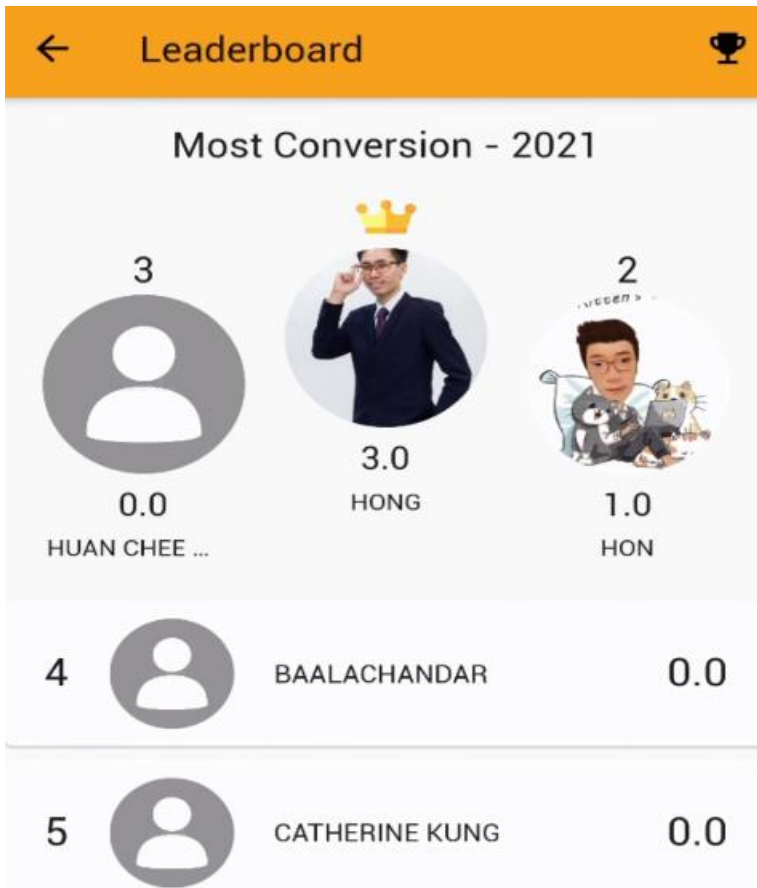 Leaderboard
Most Conversion - 2021
3
2
0.0
HUAN CHEE ...
3.0
HONG
1.0
HON
4 BAALACHANDAR 0.0
5 CATHERINE KUNG 0.0